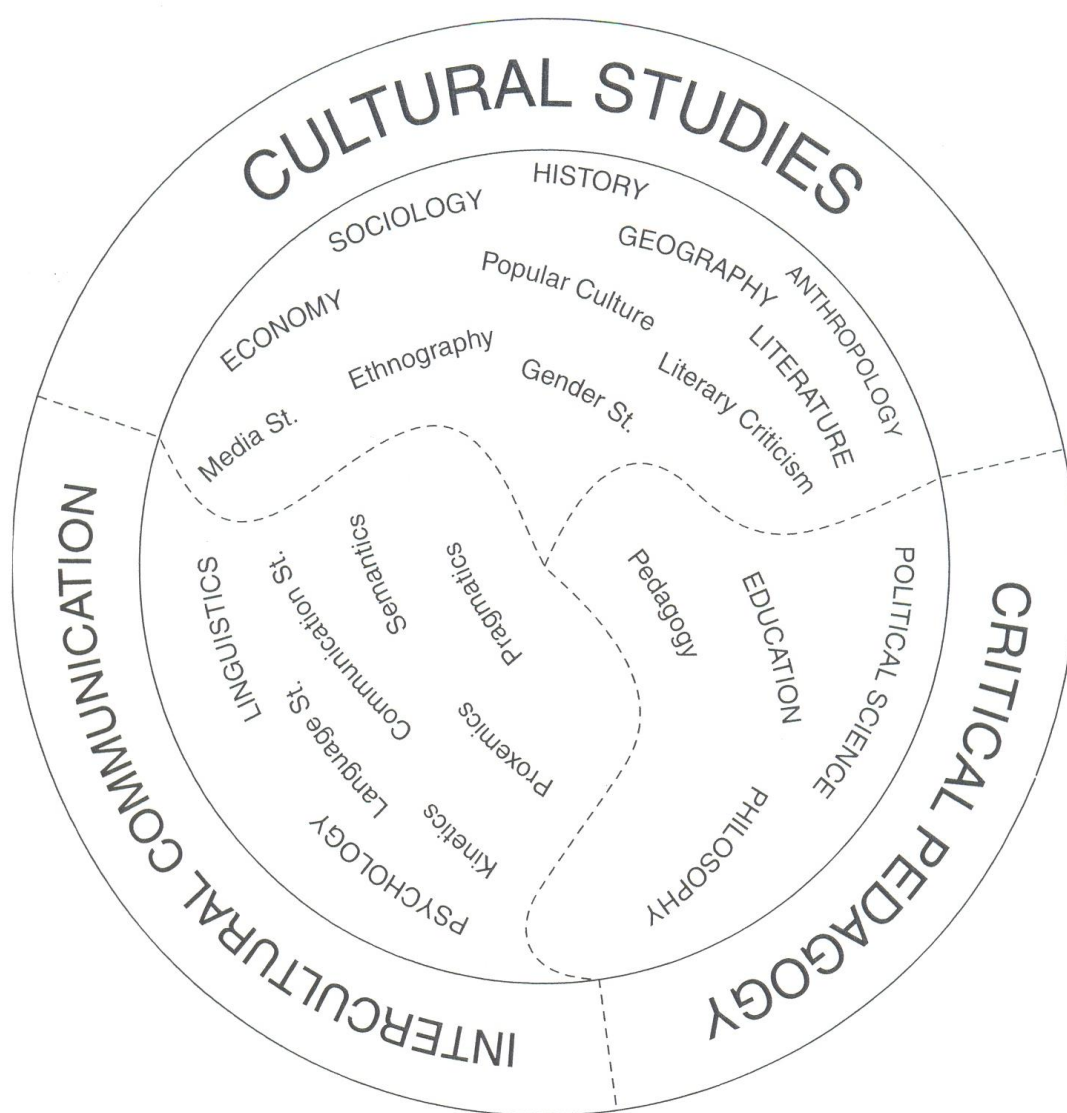 CULTURAL STUDIES
HISTORY
SOCIOLOGY
GEOGRAPHY
ANTHROPOLOGY
Popular Culture
ECONOMY
LITERATURE
Ethnography
Gender St.
Literary Criticism
Media St.
INTERCULTURAL COMMUNICATION
LINGUISTICS
Communication St.
Semantics
Pragmatics
Language St.
Proxemics
Kinetics
PSYCHOLOGY
CRITICAL PEDAGOGY
Pedagogy
EDUCATION
POLITICAL SCIENCE
PHILOSOPHY